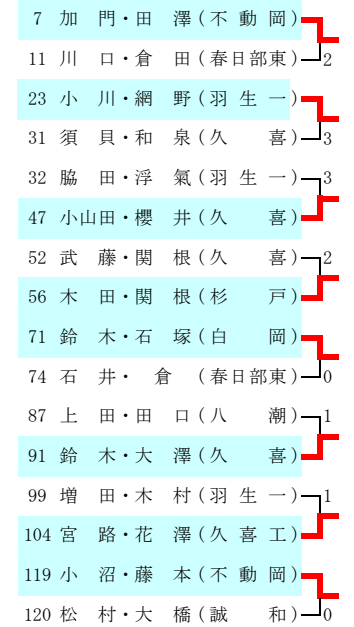 7 加 門・田 澤(不 動 岡)
11 川 口・倉 田(春日部東) 2
23 小 川・網 野(羽 生 一)
31 須 貝・和 泉(久 喜) 3
32 脇 田・浮 氣(羽 生 一) 3
47 小山田・櫻 井(久 喜)
52 武 藤・関 根(久 喜) 2
56 木 田・関 根(杉 戸)
71 鈴 木・石 塚(白 岡)
74 石 井・ 倉 (春日部東) 0
87 上 田・田 口(八 潮) 1
91 鈴 木・大 澤(久 喜)
99 増 田・木 村(羽 生 一) 1
104 宮 路・花 澤(久 喜 工)
119 小 沼・藤 本(不 動 岡)
120 松 村・大 橋(誠 和) 0